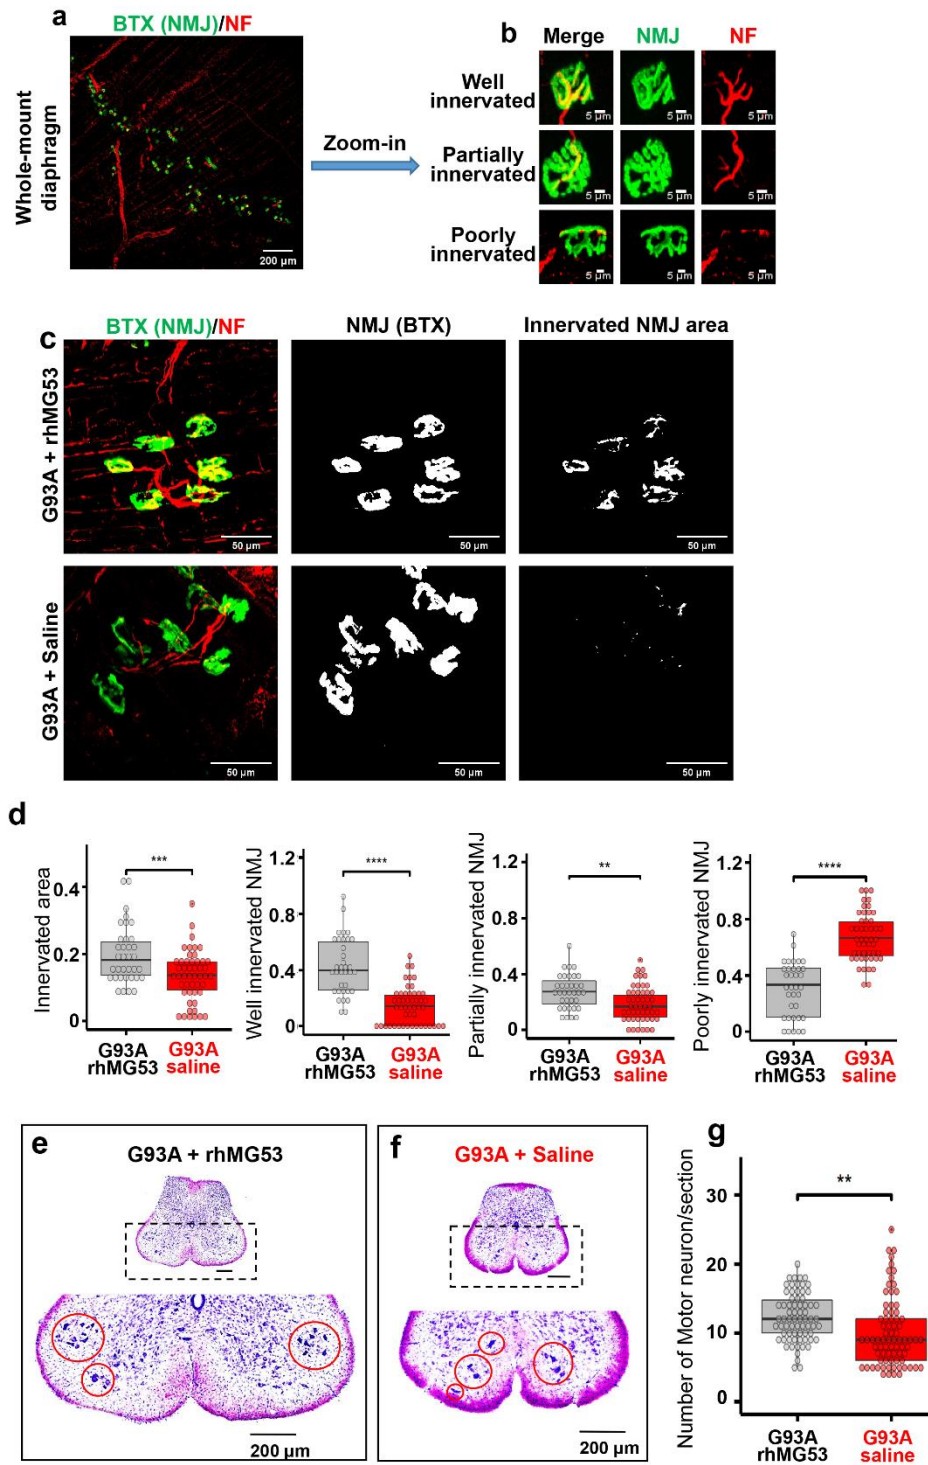 a
BTX (NMJ)/NF
Whole-mount
diaphragm
200 µm
Zoom-in
b
Merge
NMJ
NF
Well
innervated
5 µm
5 µm
5 µm
Partially
innervated
5 µm
5 µm
5 µm
Poorly
innervated
5 µm
5 µm
5 µm
c
BTX (NMJ)/NF
NMJ (BTX)
Innervated NMJ area
G93A + rhMG53
50 µm
50 µm
50 µm
G93A + Saline
50 µm
50 µm
50 µm
d
Innervated area
0.4
0.2
0
***
G93A
rhMG53
G93A
saline
Well innervated NMJ
1.2
0.8
0.4
0
****
G93A
rhMG53
G93A
saline
Partially innervated NMJ
1.2
0.8
0.4
0
**
G93A
rhMG53
G93A
saline
Poorly innervated NMJ
1.2
0.8
0.4
0
****
G93A
rhMG53
G93A
saline
e
G93A + rhMG53
200 µm
f
G93A + Saline
200 µm
g
Number of Motor neuron/section
30
20
10
0
**
G93A
rhMG53
G93A
saline